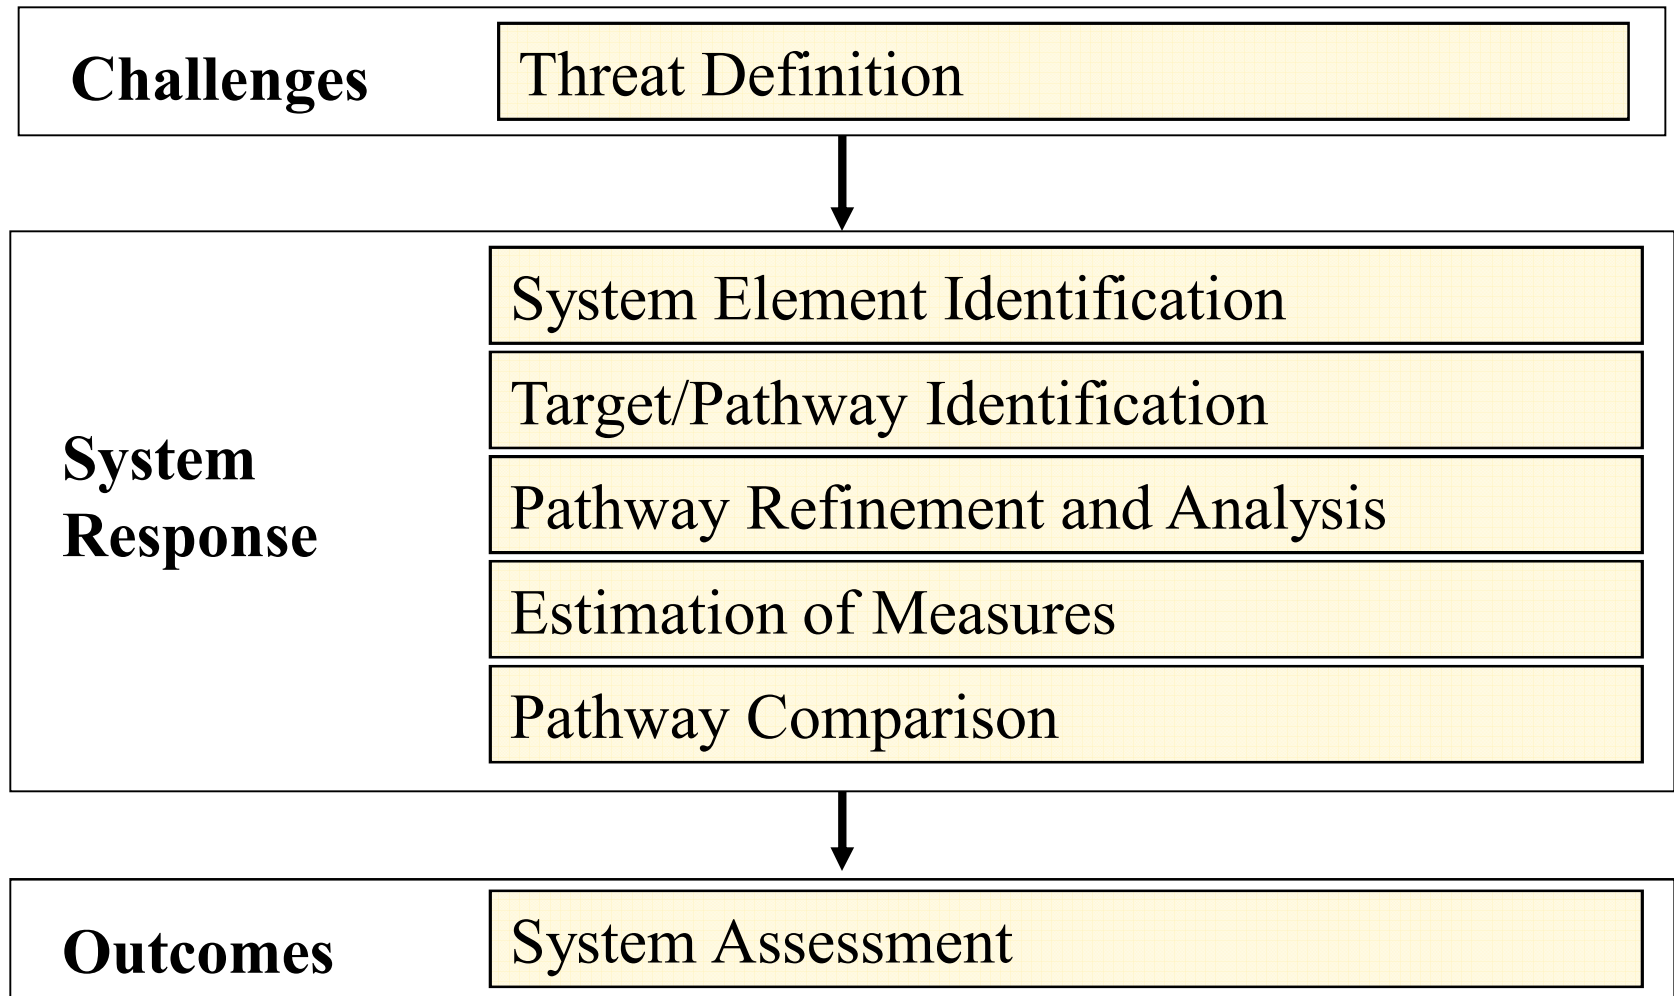 Challenges
Threat Definition
System Response
System Element Identification
Target/Pathway Identification
Pathway Refinement and Analysis
Estimation of Measures
Pathway Comparison
Outcomes
System Assessment